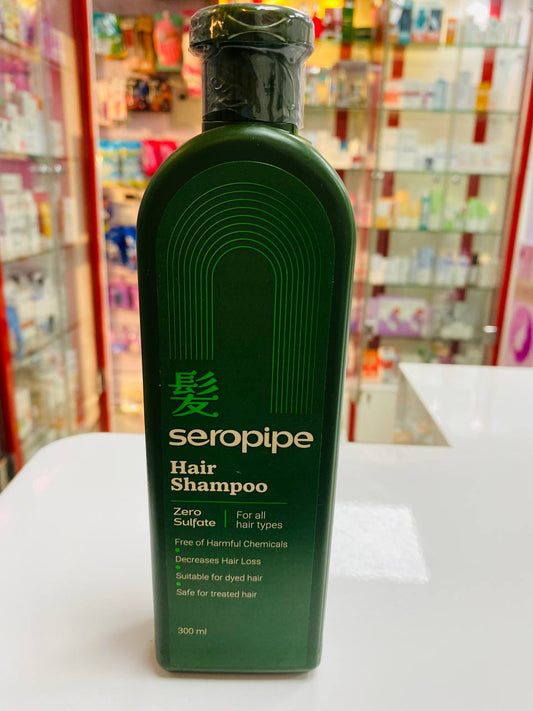 髪
seropipe
Hair
Shampoo
Zero
Sulfate
For all
hair types
Free of Harmful Chemicals
Decreases Hair Loss
Suitable for dyed hair
Safe for treated hair
300 ml